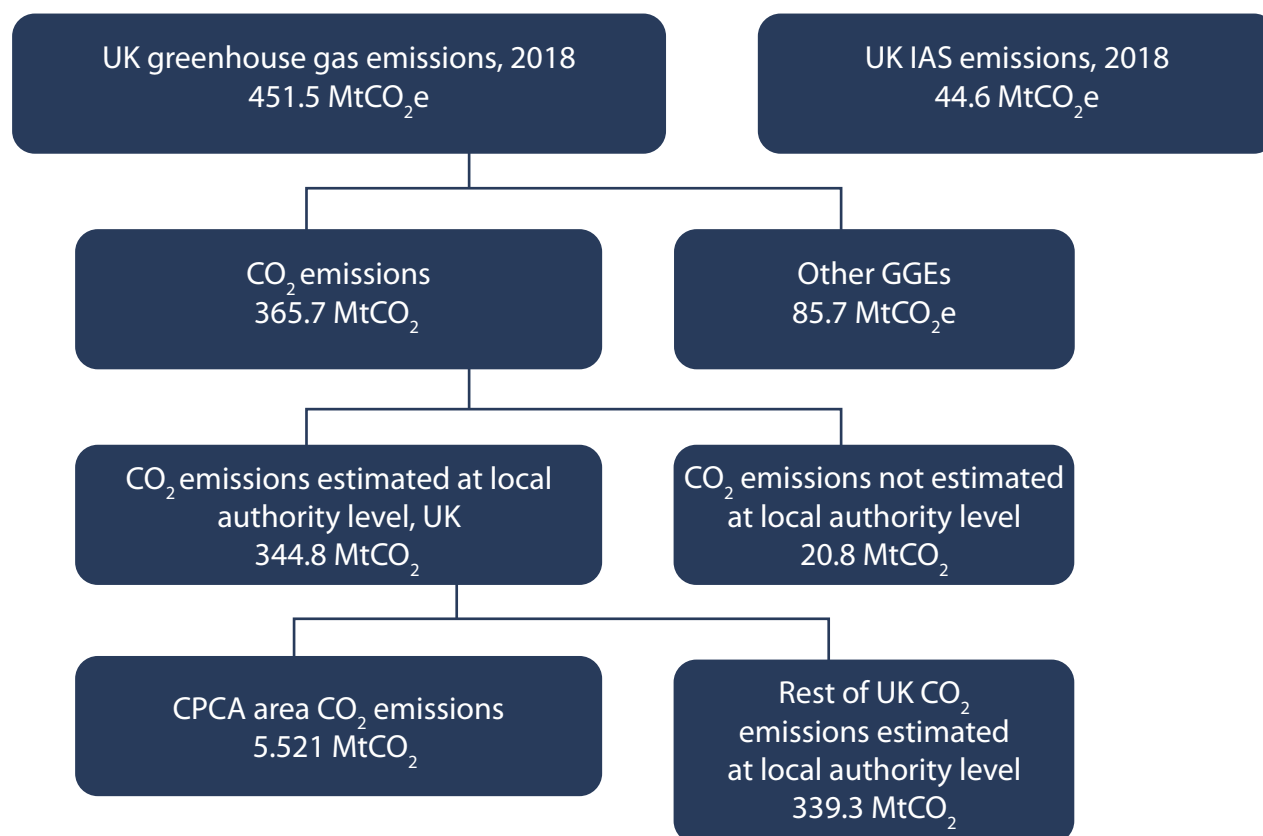 UK greenhouse gas emissions, 2018
451.5 MtCO₂e
UK IAS emissions, 2018
44.6 MtCO₂e
CO₂ emissions
365.7 MtCO₂
Other GGEs
85.7 MtCO₂e
CO₂ emissions estimated at local
authority level, UK
344.8 MtCO₂
CO₂ emissions not estimated
at local authority level
20.8 MtCO₂
CPCA area CO₂ emissions
5.521 MtCO₂
Rest of UK CO₂
emissions estimated
at local authority level
339.3 MtCO₂